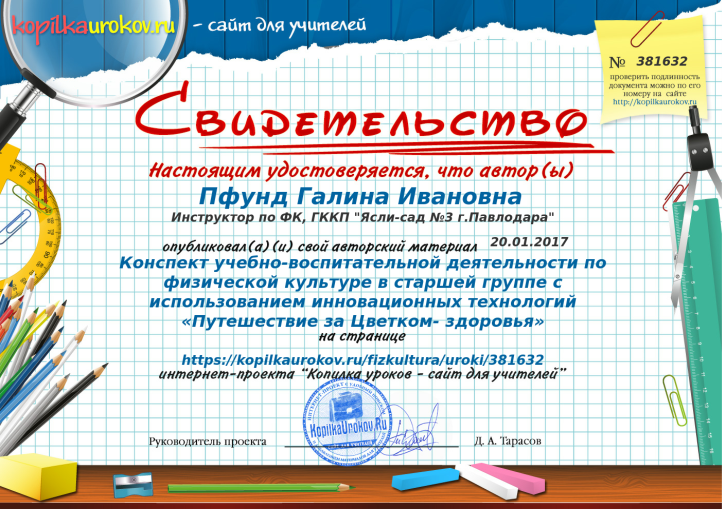 kopilkaurokov.ru - сайт для учителей
№ 381632
проверить подлинность
документа можно по его
номеру на сайте
http://kopilkaurokov.ru
Свидетельство
Настоящим удостоверяется, что автор(ы)
Пфунд Галина Ивановна
Инструктор по ФК, ГККП "Ясли-сад №3 г.Павлодара"
опубликовал(а)(и) свой авторский материал 20.01.2017
Конспект учебно-воспитательной деятельности по
физической культуре в старшей группе с
использованием инновационных технологий
«Путешествие за Цветком- здоровья»
на странице
https://kopilkaurokov.ru/fizkultura/uroki/381632
интернет-проекта “Копилка уроков - сайт для учителей”
KopilkaUrokov.Ru
Руководитель проекта Д. А. Тарасов